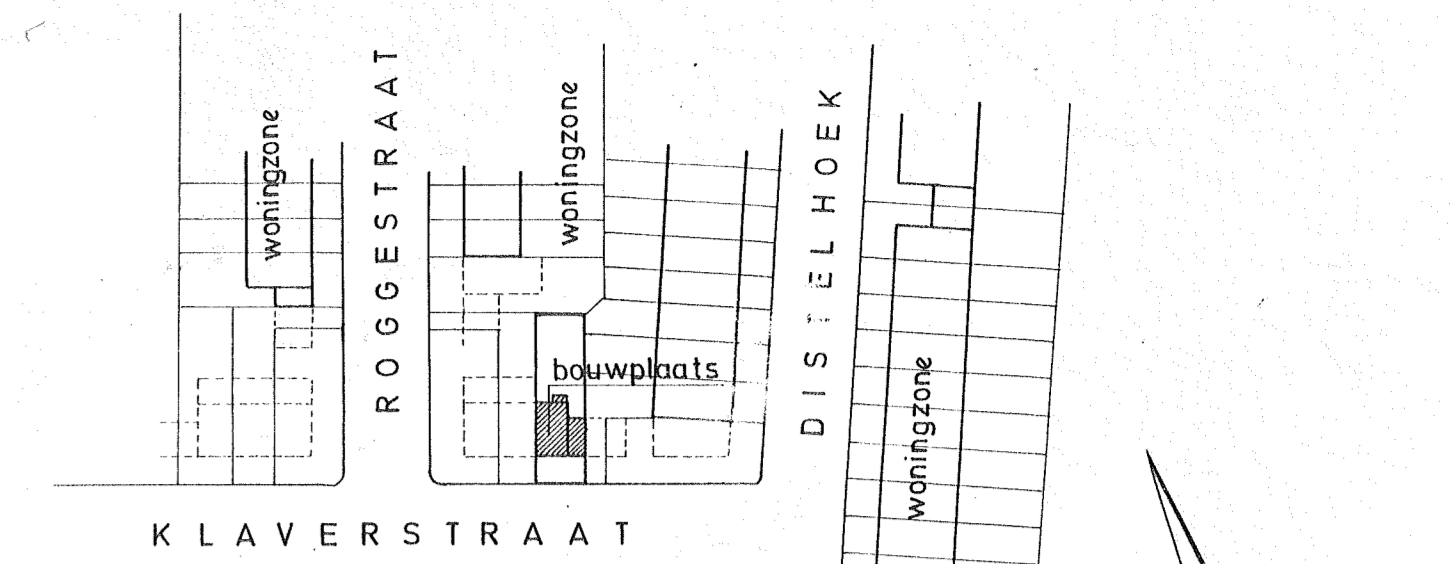 woningzone
ROGGESTRAAT
woningzone
DISTELHOEK
woningzone
bouwplaats
KLAVERSTRAAT